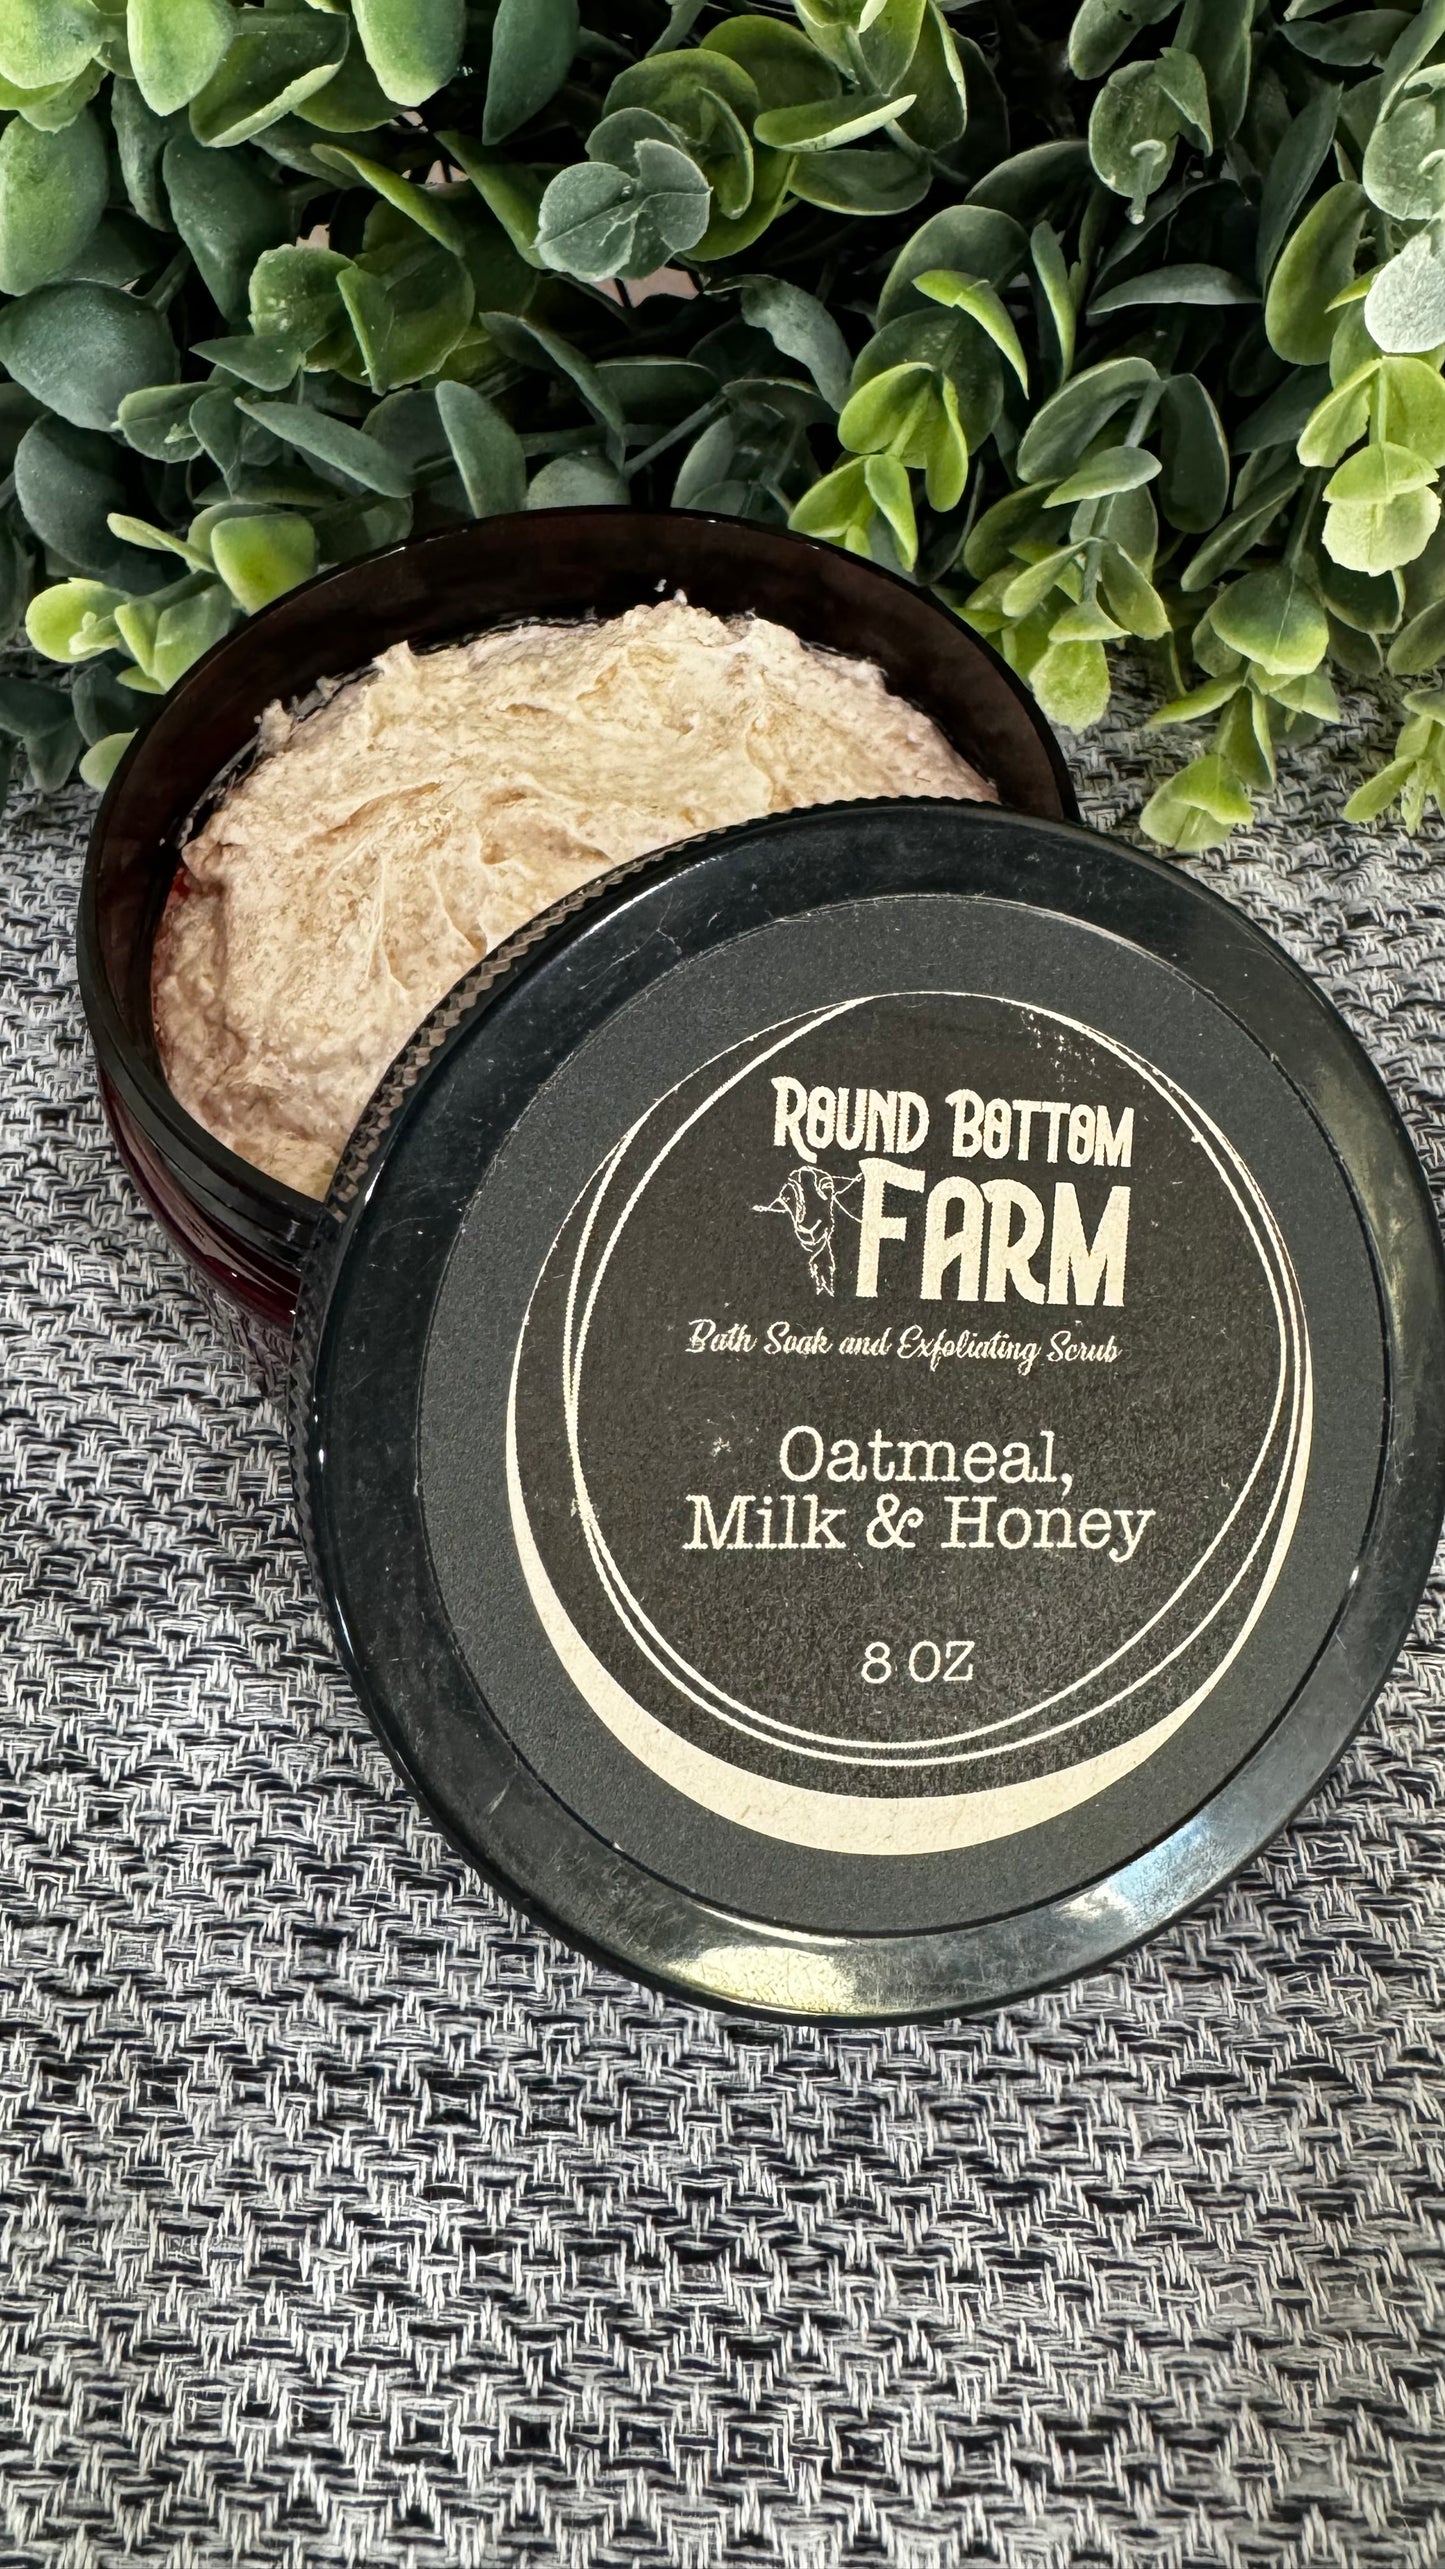 ROUND BOTTOM
FARM
Bath Soak and Exfoliating Scrub
Oatmeal,
Milk & Honey
8 OZ